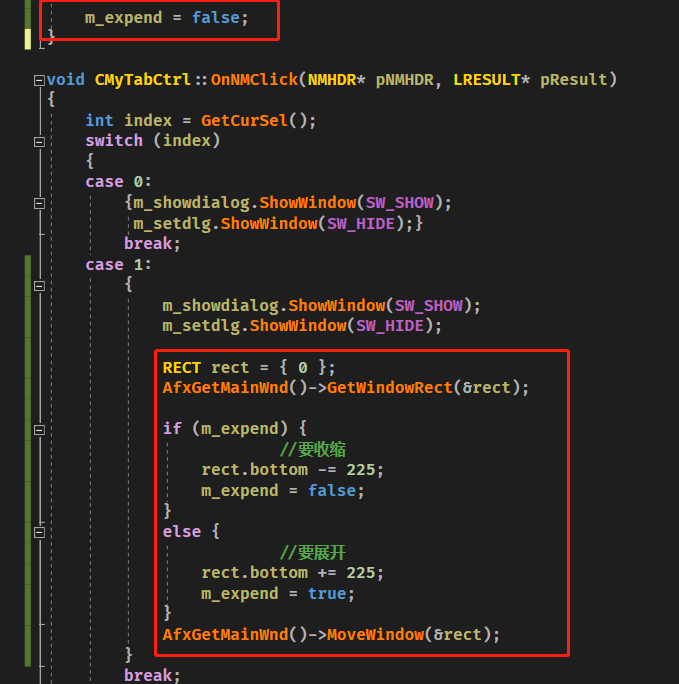 m_expend = false;
}
void CMyTabCtrl::OnNMClick(NMHDR* pNMHDR, LRESULT* pResult)
{
int index = GetCurSel();
switch (index)
{
case 0:
{m_showdialog.ShowWindow(SW_SHOW);
m_setdlg.ShowWindow(SW_HIDE);}
break;
case 1:
{
m_showdialog.ShowWindow(SW_SHOW);
m_setdlg.ShowWindow(SW_HIDE);
RECT rect = { 0 };
AfxGetMainWnd()->GetWindowRect(&rect);
if (m_expend) {
//要收缩
rect.bottom -= 225;
m_expend = false;
}
else {
//要展开
rect.bottom += 225;
m_expend = true;
}
AfxGetMainWnd()->MoveWindow(&rect);
}
break;